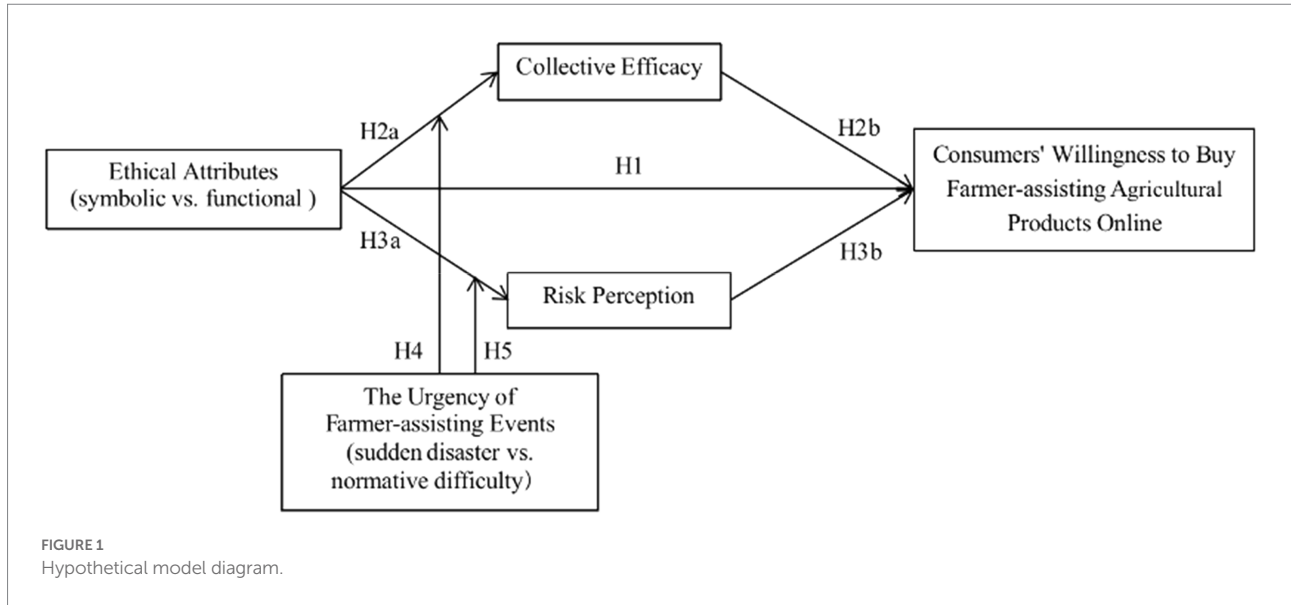 Collective Efficacy
H2a
H2b
Ethical Attributes
(symbolic vs. functional )
H1
Consumers' Willingness to Buy
Farmer-assisting Agricultural
Products Online
H3a
H3b
Risk Perception
H4
H5
The Urgency of
Farmer-assisting Events
(sudden disaster vs.
normative difficulty）
FIGURE 1
Hypothetical model diagram.